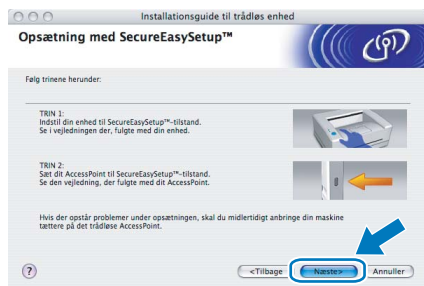 Installationsguide til trådløs enhed
Opsætning med SecureEasySetup™
Følg trinene herunder:
TRIN 1:
Indstil din enhed til SecureEasySetup™-tilstand.
Se i vejledningen der, fulgte med din enhed.
TRIN 2:
Sæt dit AccessPoint til SecureEasySetup™-tilstand.
Se den vejledning, der fulgte med dit AccessPoint.
Hvis der opstår problemer under opsætningen, skal du midlertidigt anbringe din maskine
tættere på det trådløse AccessPoint.
?
<Tilbage
Næste>
Annuller